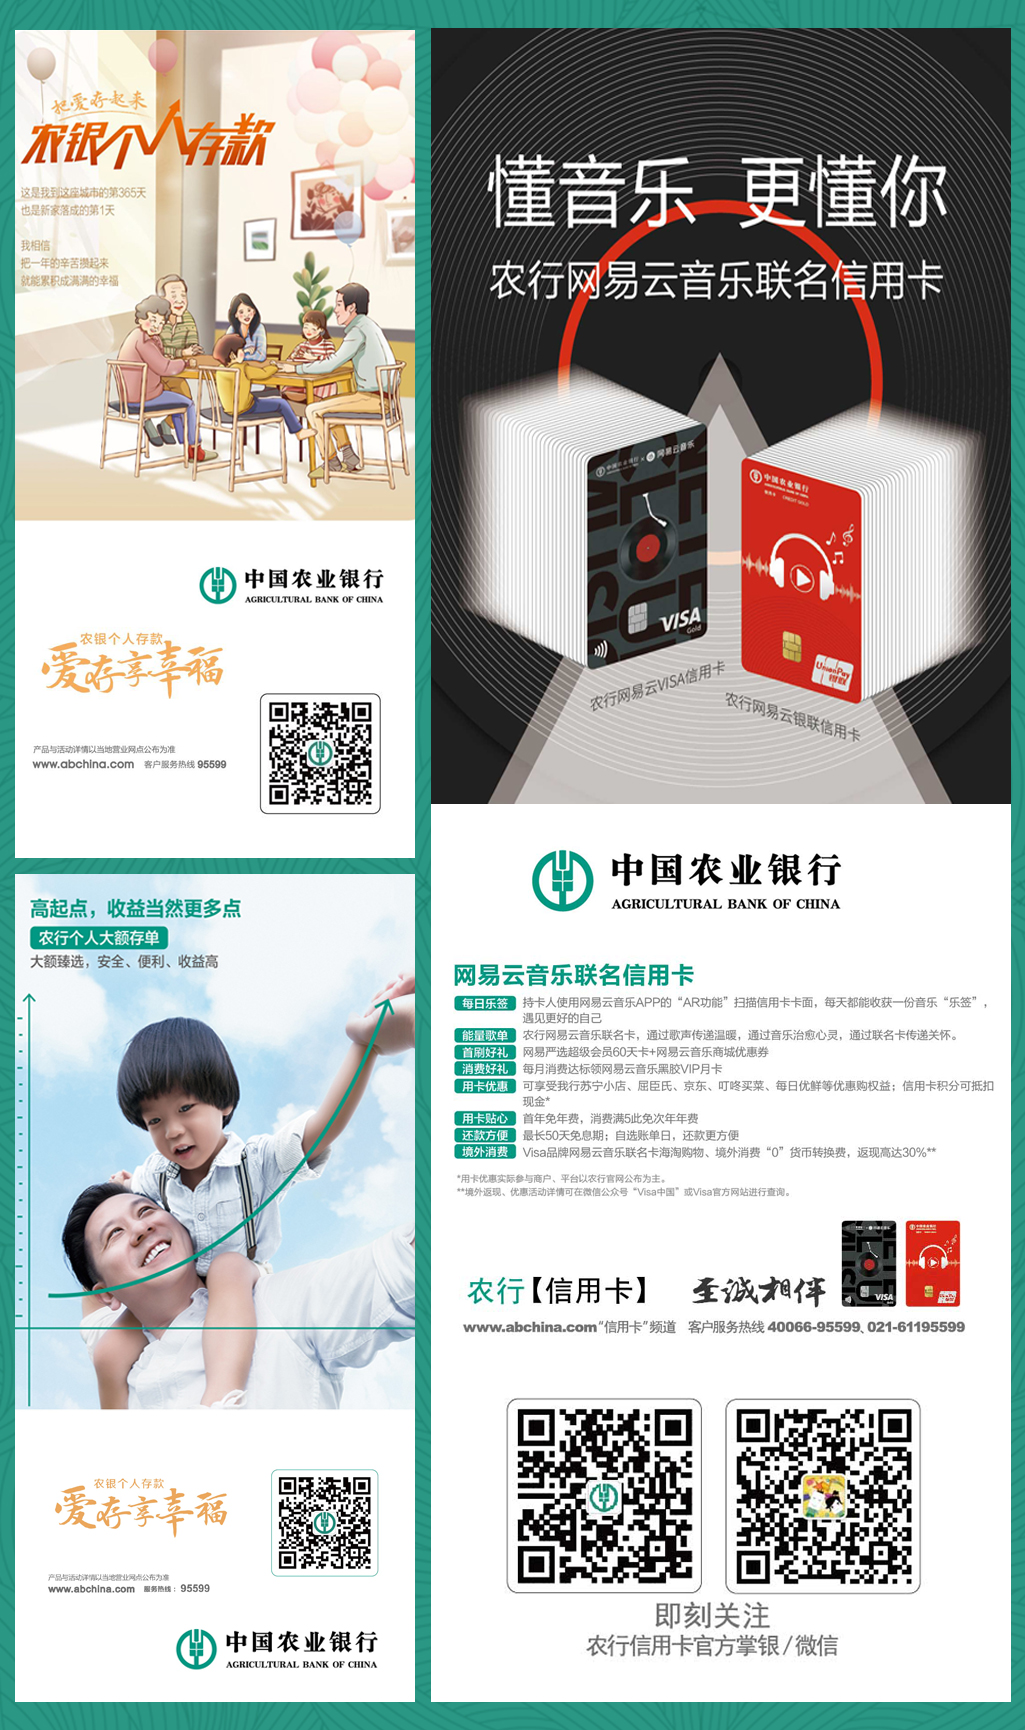 把爱存起来
农银个人存款
这是我到这座城市的第365天
也是新家落成的第1天
我相信
把一年的辛苦攒起来
就能累积成满满的幸福
中国农业银行
AGRICULTURAL BANK OF CHINA
农银个人存款
爱存享幸福
产品与活动详情以当地营业网点公布为准
www.abchina.com 客户服务热线 95599
高起点，收益当然更多点
农行个人大额存单
大额臻选，安全、便利、收益高
农银个人存款
爱存享幸福
产品与活动详情以当地营业网点公布为准
www.abchina.com 服务热线：95599
中国农业银行
AGRICULTURAL BANK OF CHINA
懂音乐 更懂你
农行网易云音乐联名信用卡
中国农业银行 × 网易云音乐
VISA
Gold
中国农业银行
UnionPay
银联
农行网易云VISA信用卡
农行网易云银联信用卡
中国农业银行
AGRICULTURAL BANK OF CHINA
网易云音乐联名信用卡
每日乐签 持卡人使用网易云音乐APP的“AR功能”扫描信用卡卡面，每天都能收获一份音乐“乐签”，
遇见更好的自己
能量歌单 农行网易云音乐联名卡，通过歌声传递温暖，通过音乐治愈心灵，通过联名卡传递关怀。
首刷好礼 网易严选超级会员60天卡+网易云音乐商城优惠券
消费好礼 每月消费达标领网易云音乐黑胶VIP月卡
用卡优惠 可享受我行苏宁小店、屈臣氏、京东、叮咚买菜、每日优鲜等优惠购权益；信用卡积分可抵扣
现金*
用卡贴心 首年免年费，消费满5此免次年年费
还款方便 最长50天免息期；自选账单日，还款更方便
境外消费 Visa品牌网易云音乐联名卡海淘购物、境外消费“0”货币转换费，返现高达30%**
*用卡优惠实际参与商户、平台以农行官网公布为主。
**境外返现、优惠活动详情可在微信公众号“Visa中国”或Visa官方网站进行查询。
农行【信用卡】 至诚相伴
VISA
www.abchina.com“信用卡”频道 客户服务热线 40066-95599、021-61195599
即刻关注
农行信用卡官方掌银/微信